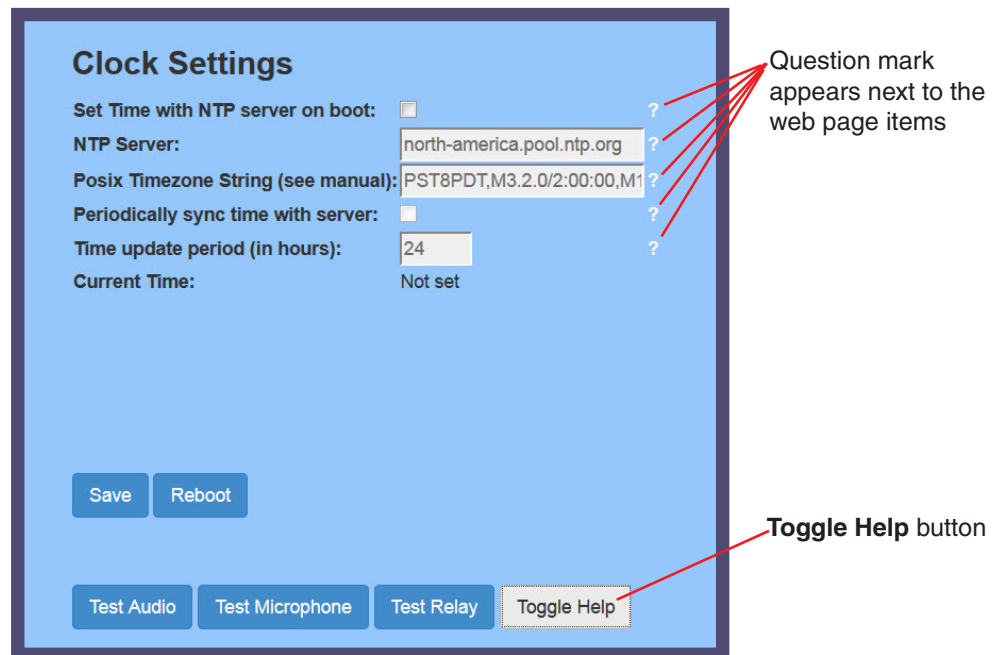 Clock Settings
Set Time with NTP server on boot: ?
NTP Server: north-america.pool.ntp.org ?
Posix Timezone String (see manual): PST8PDT,M3.2.0/2:00:00,M1 ?
Periodically sync time with server: ?
Time update period (in hours): 24 ?
Current Time: Not set
Save Reboot
Test Audio Test Microphone Test Relay Toggle Help
Question mark
appears next to the
web page items
Toggle Help button